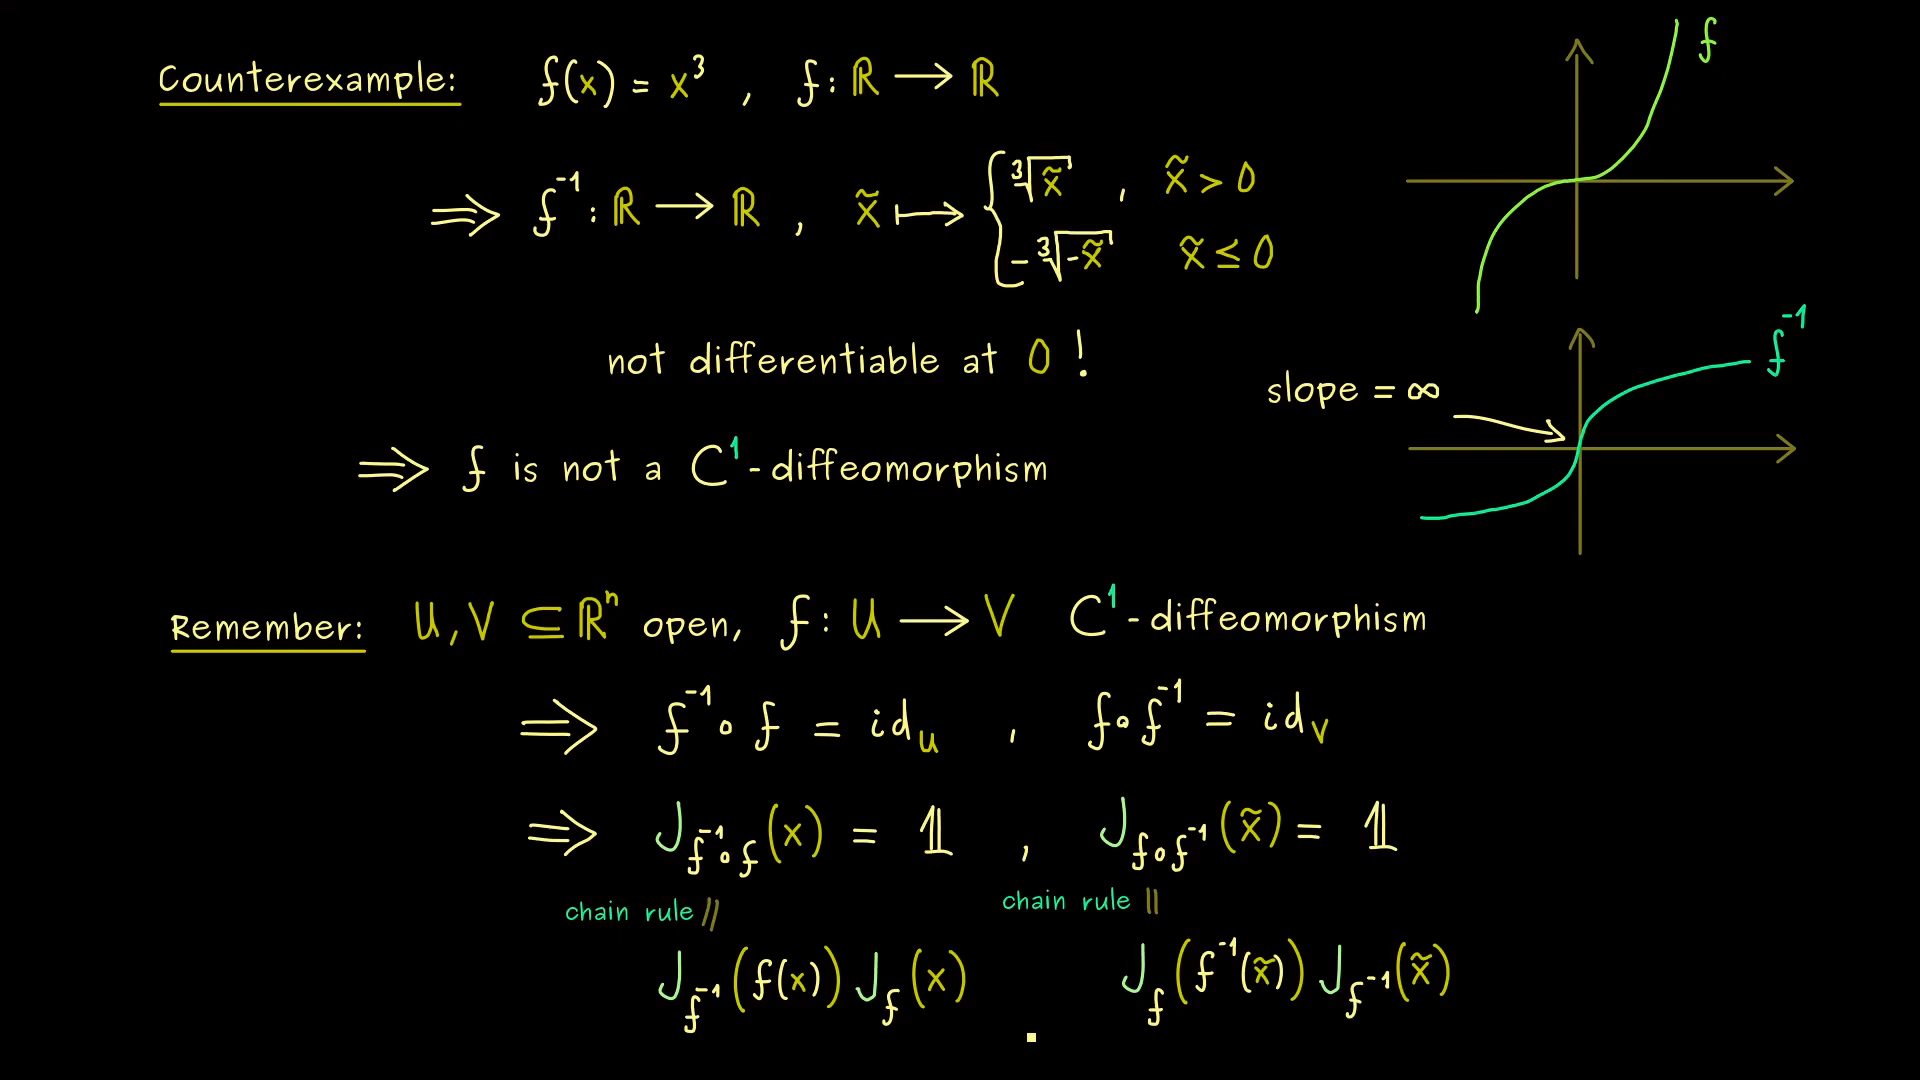 Counterexample: f(x) = x³ , f: ℝ ⟶ ℝ
f
⟹ f⁻¹: ℝ ⟶ ℝ , x̃ ⟼ { ∛x̃ , x̃ > 0
-∛-x̃ x̃ ≤ 0
f⁻¹
not differentiable at 0 !
slope = ∞
⟹ f is not a C¹-diffeomorphism
Remember: U, V ⊆ ℝⁿ open, f: U ⟶ V C¹-diffeomorphism
⟹ f⁻¹∘f = id_U , f∘f⁻¹ = id_V
⟹ J_{f⁻¹∘f}(x) = 𝟙 , J_{f∘f⁻¹}(x̃) = 𝟙
chain rule || chain rule ||
J_{f⁻¹}(f(x)) J_f(x) J_f(f⁻¹(x̃)) J_{f⁻¹}(x̃)